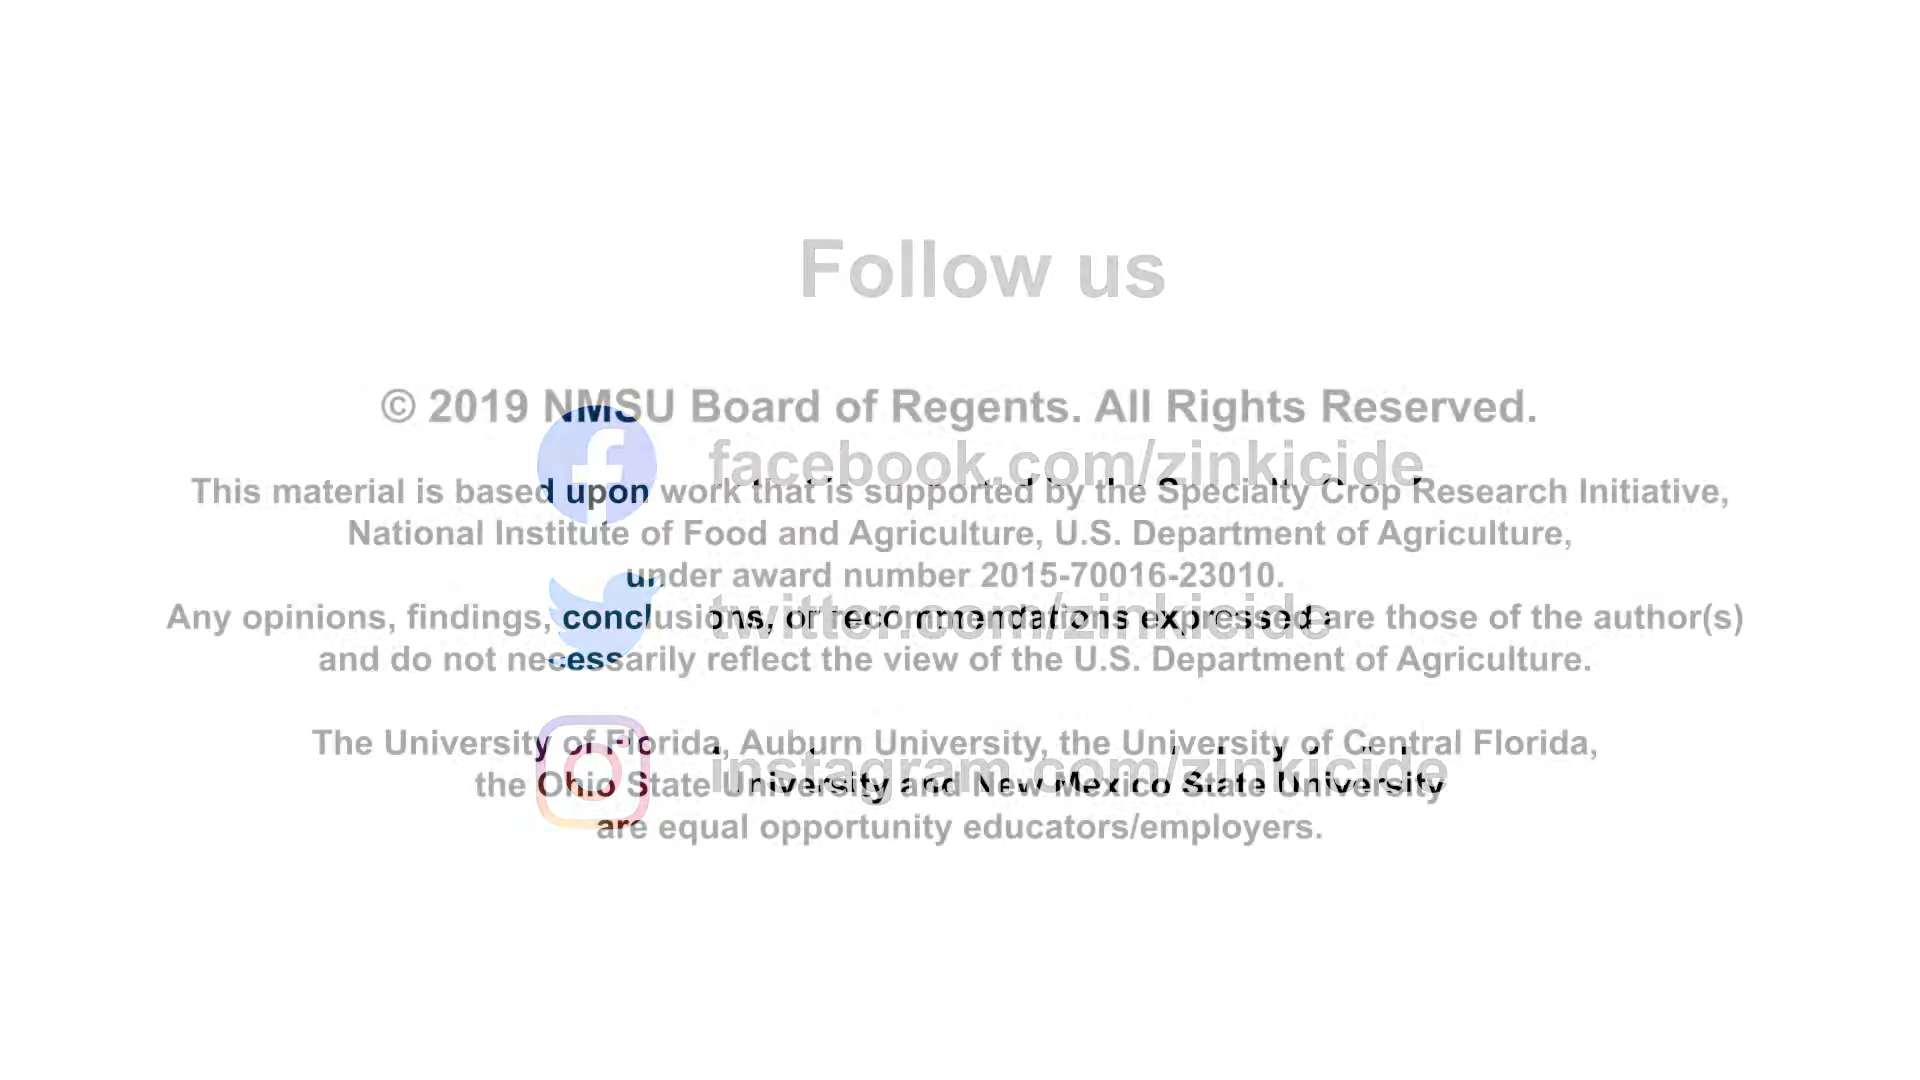 Follow us
© 2019 NMSU Board of Regents. All Rights Reserved.
facebook.com/zinkicide
This material is based upon work that is supported by the Specialty Crop Research Initiative,
National Institute of Food and Agriculture, U.S. Department of Agriculture,
under award number 2015-70016-23010.
twitter.com/zinkicide
Any opinions, findings, conclusions, or recommendations expressed are those of the author(s)
and do not necessarily reflect the view of the U.S. Department of Agriculture.
The University of Florida, Auburn University, the University of Central Florida,
instagram.com/zinkicide
the Ohio State University and New Mexico State University
are equal opportunity educators/employers.